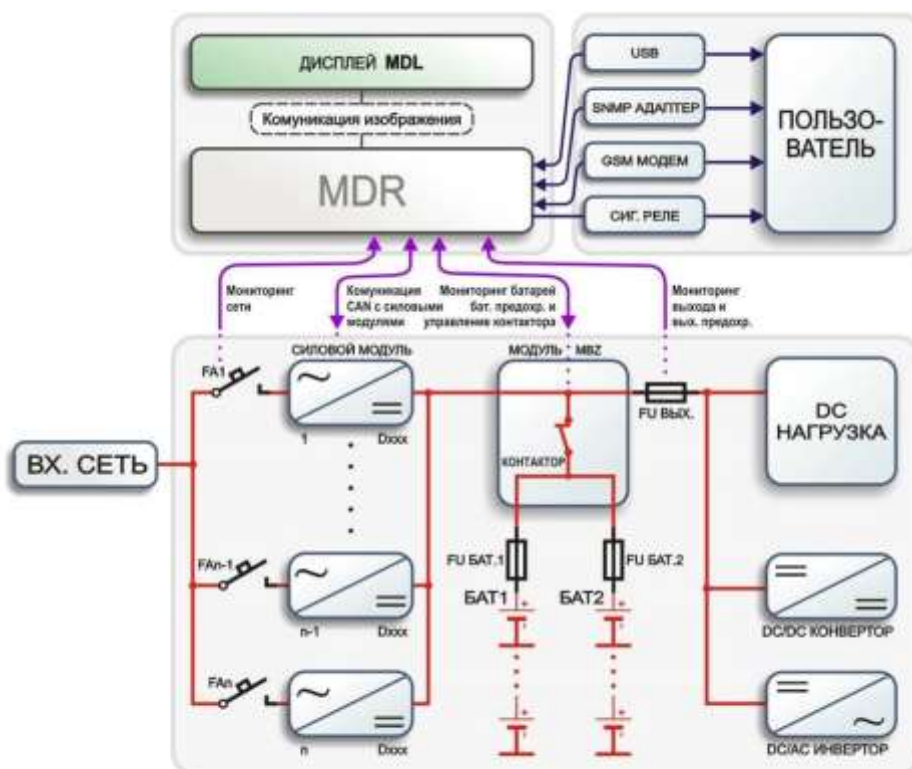 ДИСПЛЕЙ MDL
Комуникация изображения
MDR
USB
SNMP АДАПТЕР
GSM МОДЕМ
СИГ. РЕЛЕ
ПОЛЬЗО-
ВАТЕЛЬ
Мониторинг
сети
Комуникация
CAN с силовыми
модулями
Мониторинг батарей
бат. предохр. и
управление контактора
Мониторинг
выхода и
вых. предохр.
ВХ. СЕТЬ
FA1
СИЛОВОЙ МОДУЛЬ
1 Dxxx
FAn-1
n-1 Dxxx
FAn
n Dxxx
МОДУЛЬ MBZ
КОНТАКТОР
FU ВЫХ.
FU БАТ.1
FU БАТ.2
БАТ1
БАТ2
DC
НАГРУЗКА
DC/DC КОНВЕРТОР
DC/AC ИНВЕРТОР